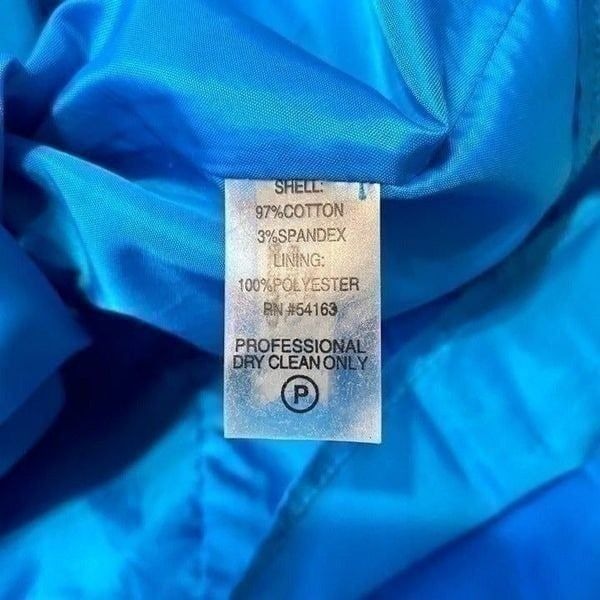 SHELL:
97%COTTON
3%SPANDEX
LINING:
100%POLYESTER
RN #54163
PROFESSIONAL
DRY CLEAN ONLY
P